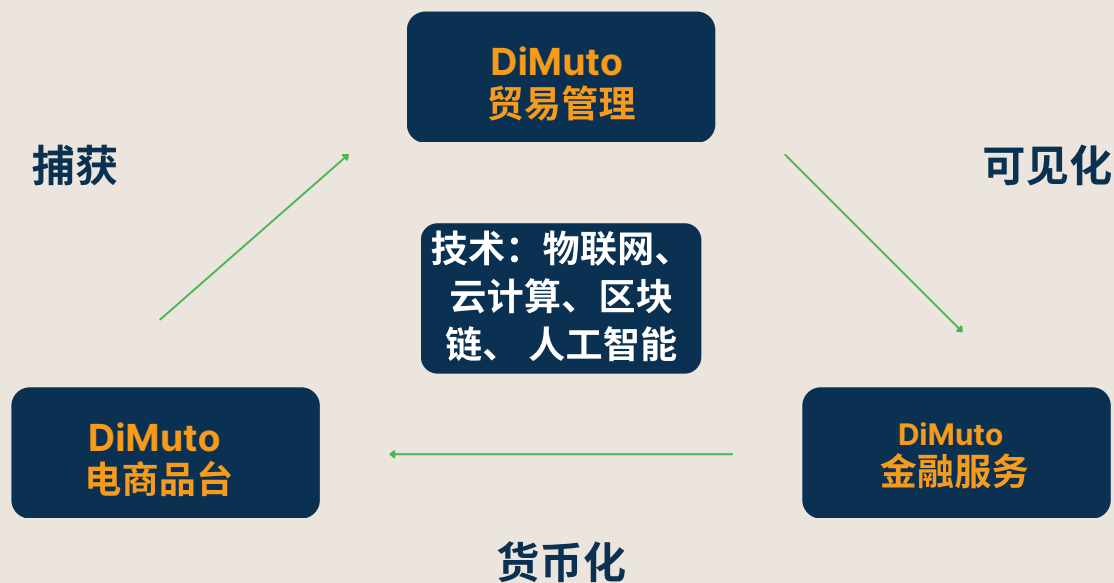 DiMuto
贸易管理
捕获
可见化
技术：物联网、
云计算、区块
链、 人工智能
DiMuto
电商品台
DiMuto
金融服务
货币化